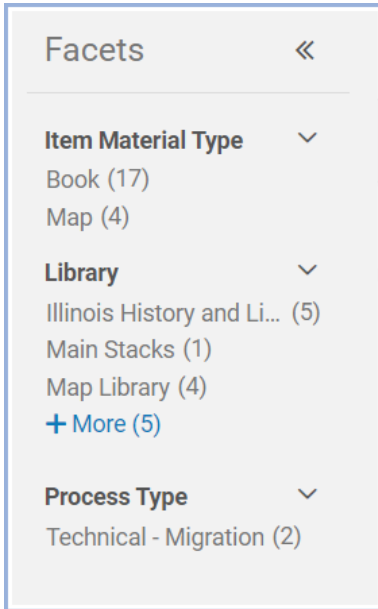 Facets
Item Material Type
Book (17)
Map (4)
Library
Illinois History and Li... (5)
Main Stacks (1)
Map Library (4)
+ More (5)
Process Type
Technical - Migration (2)